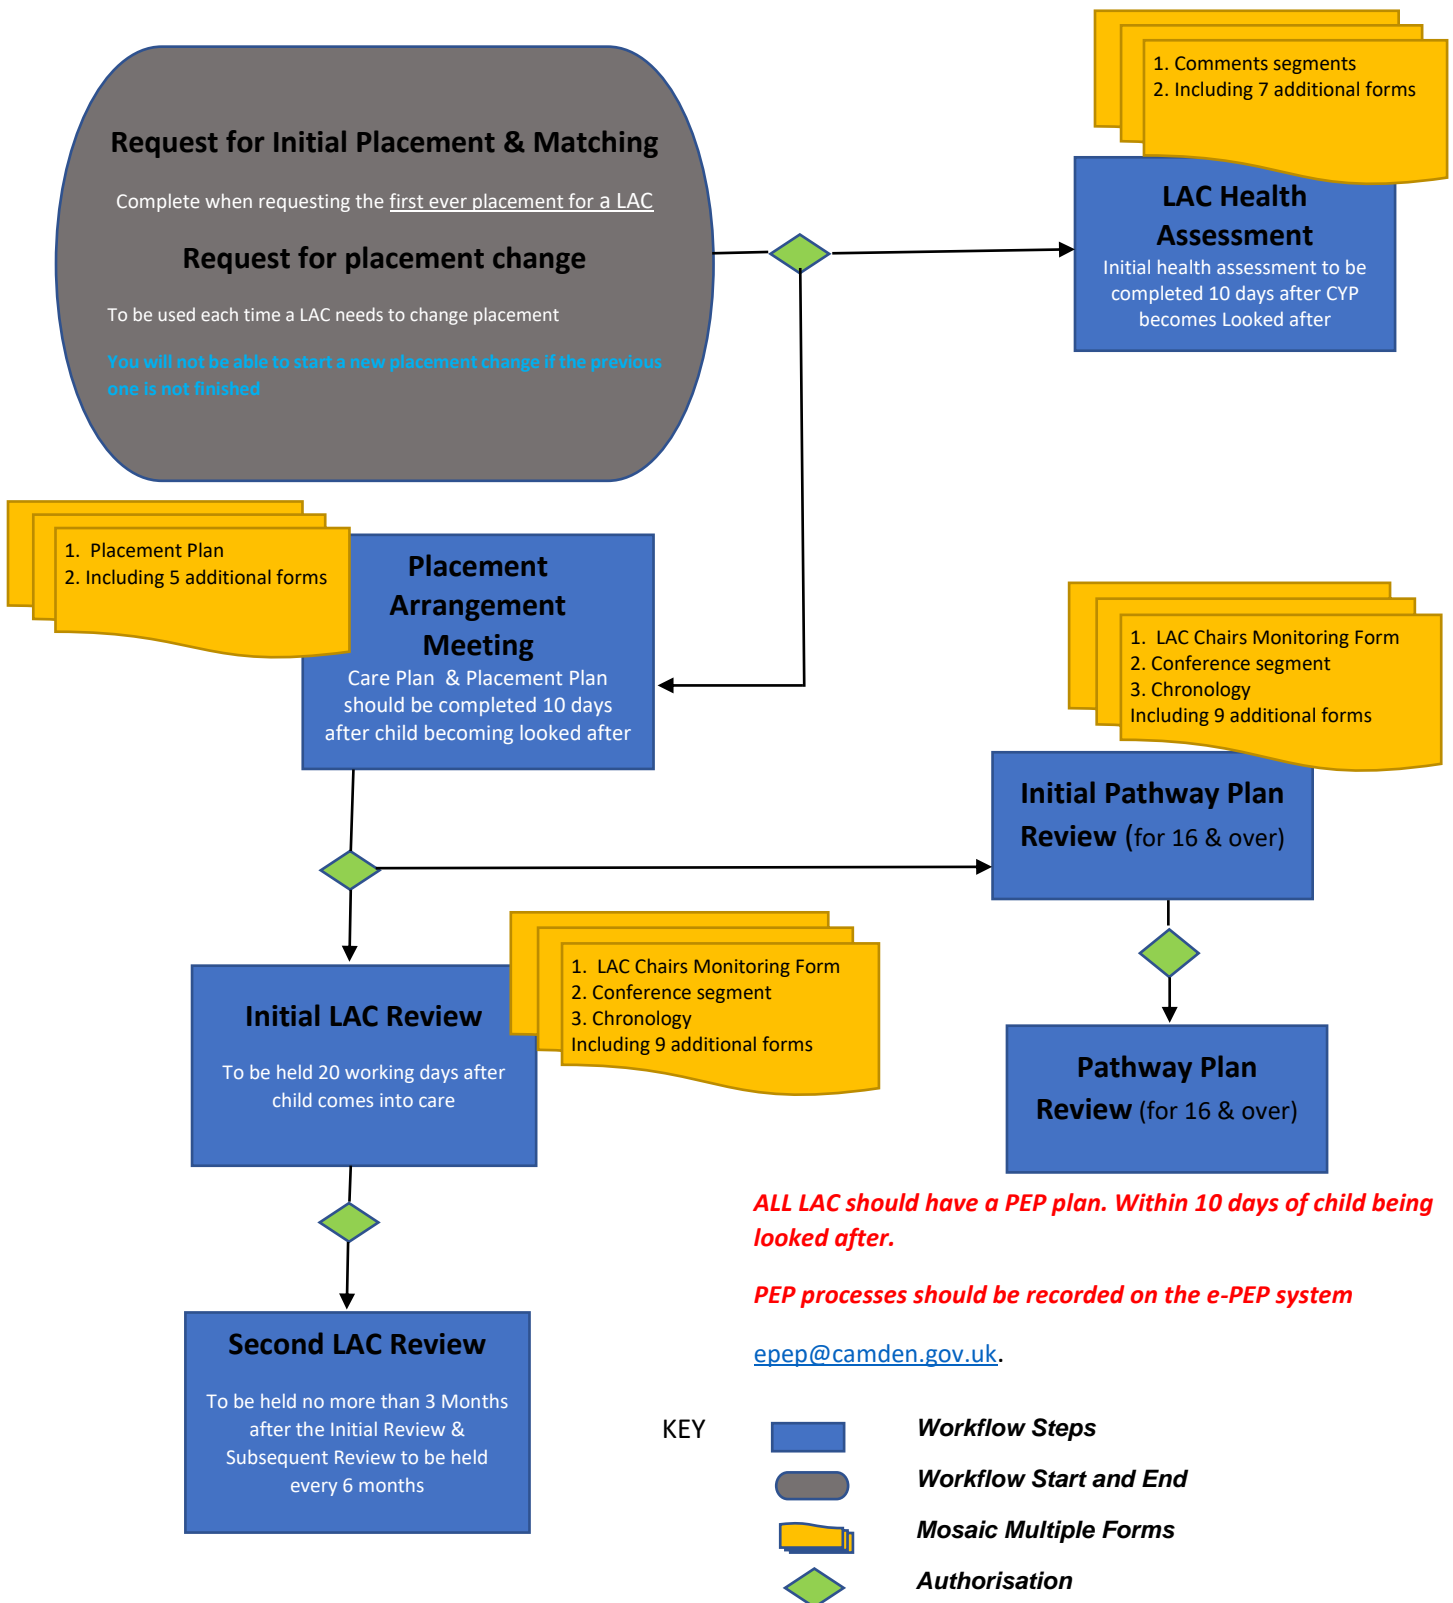 1. Comments segments
2. Including 7 additional forms
Request for Initial Placement & Matching
Complete when requesting the first ever placement for a LAC
Request for placement change
To be used each time a LAC needs to change placement
You will not be able to start a new placement change if the previous
one is not finished
LAC Health
Assessment
Initial health assessment to be
completed 10 days after CYP
becomes Looked after
1. Placement Plan
2. Including 5 additional forms
Placement
Arrangement
Meeting
Care Plan & Placement Plan
should be completed 10 days
after child becoming looked after
1. LAC Chairs Monitoring Form
2. Conference segment
3. Chronology
Including 9 additional forms
Initial Pathway Plan
Review (for 16 & over)
1. LAC Chairs Monitoring Form
2. Conference segment
3. Chronology
Including 9 additional forms
Initial LAC Review
To be held 20 working days after
child comes into care
Pathway Plan
Review (for 16 & over)
ALL LAC should have a PEP plan. Within 10 days of child being
looked after.
PEP processes should be recorded on the e-PEP system
epep@camden.gov.uk.
Second LAC Review
To be held no more than 3 Months
after the Initial Review &
Subsequent Review to be held
every 6 months
KEY
Workflow Steps
Workflow Start and End
Mosaic Multiple Forms
Authorisation